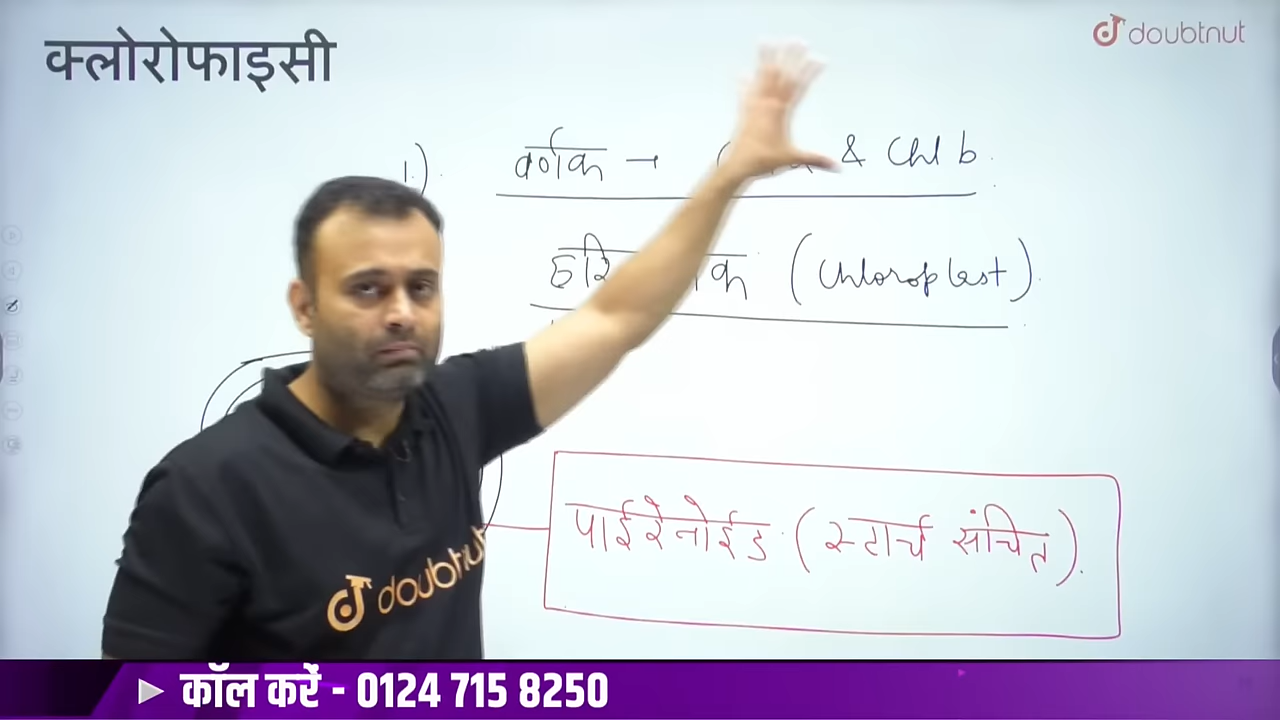 क्लोरोफाइसी
doubtnut
1.) वर्णक → & Chl b.
(Chloroplast).
पाईरेनोईड (स्टार्च संचित).
doubtnut
कॉल करें - 0124 715 8250